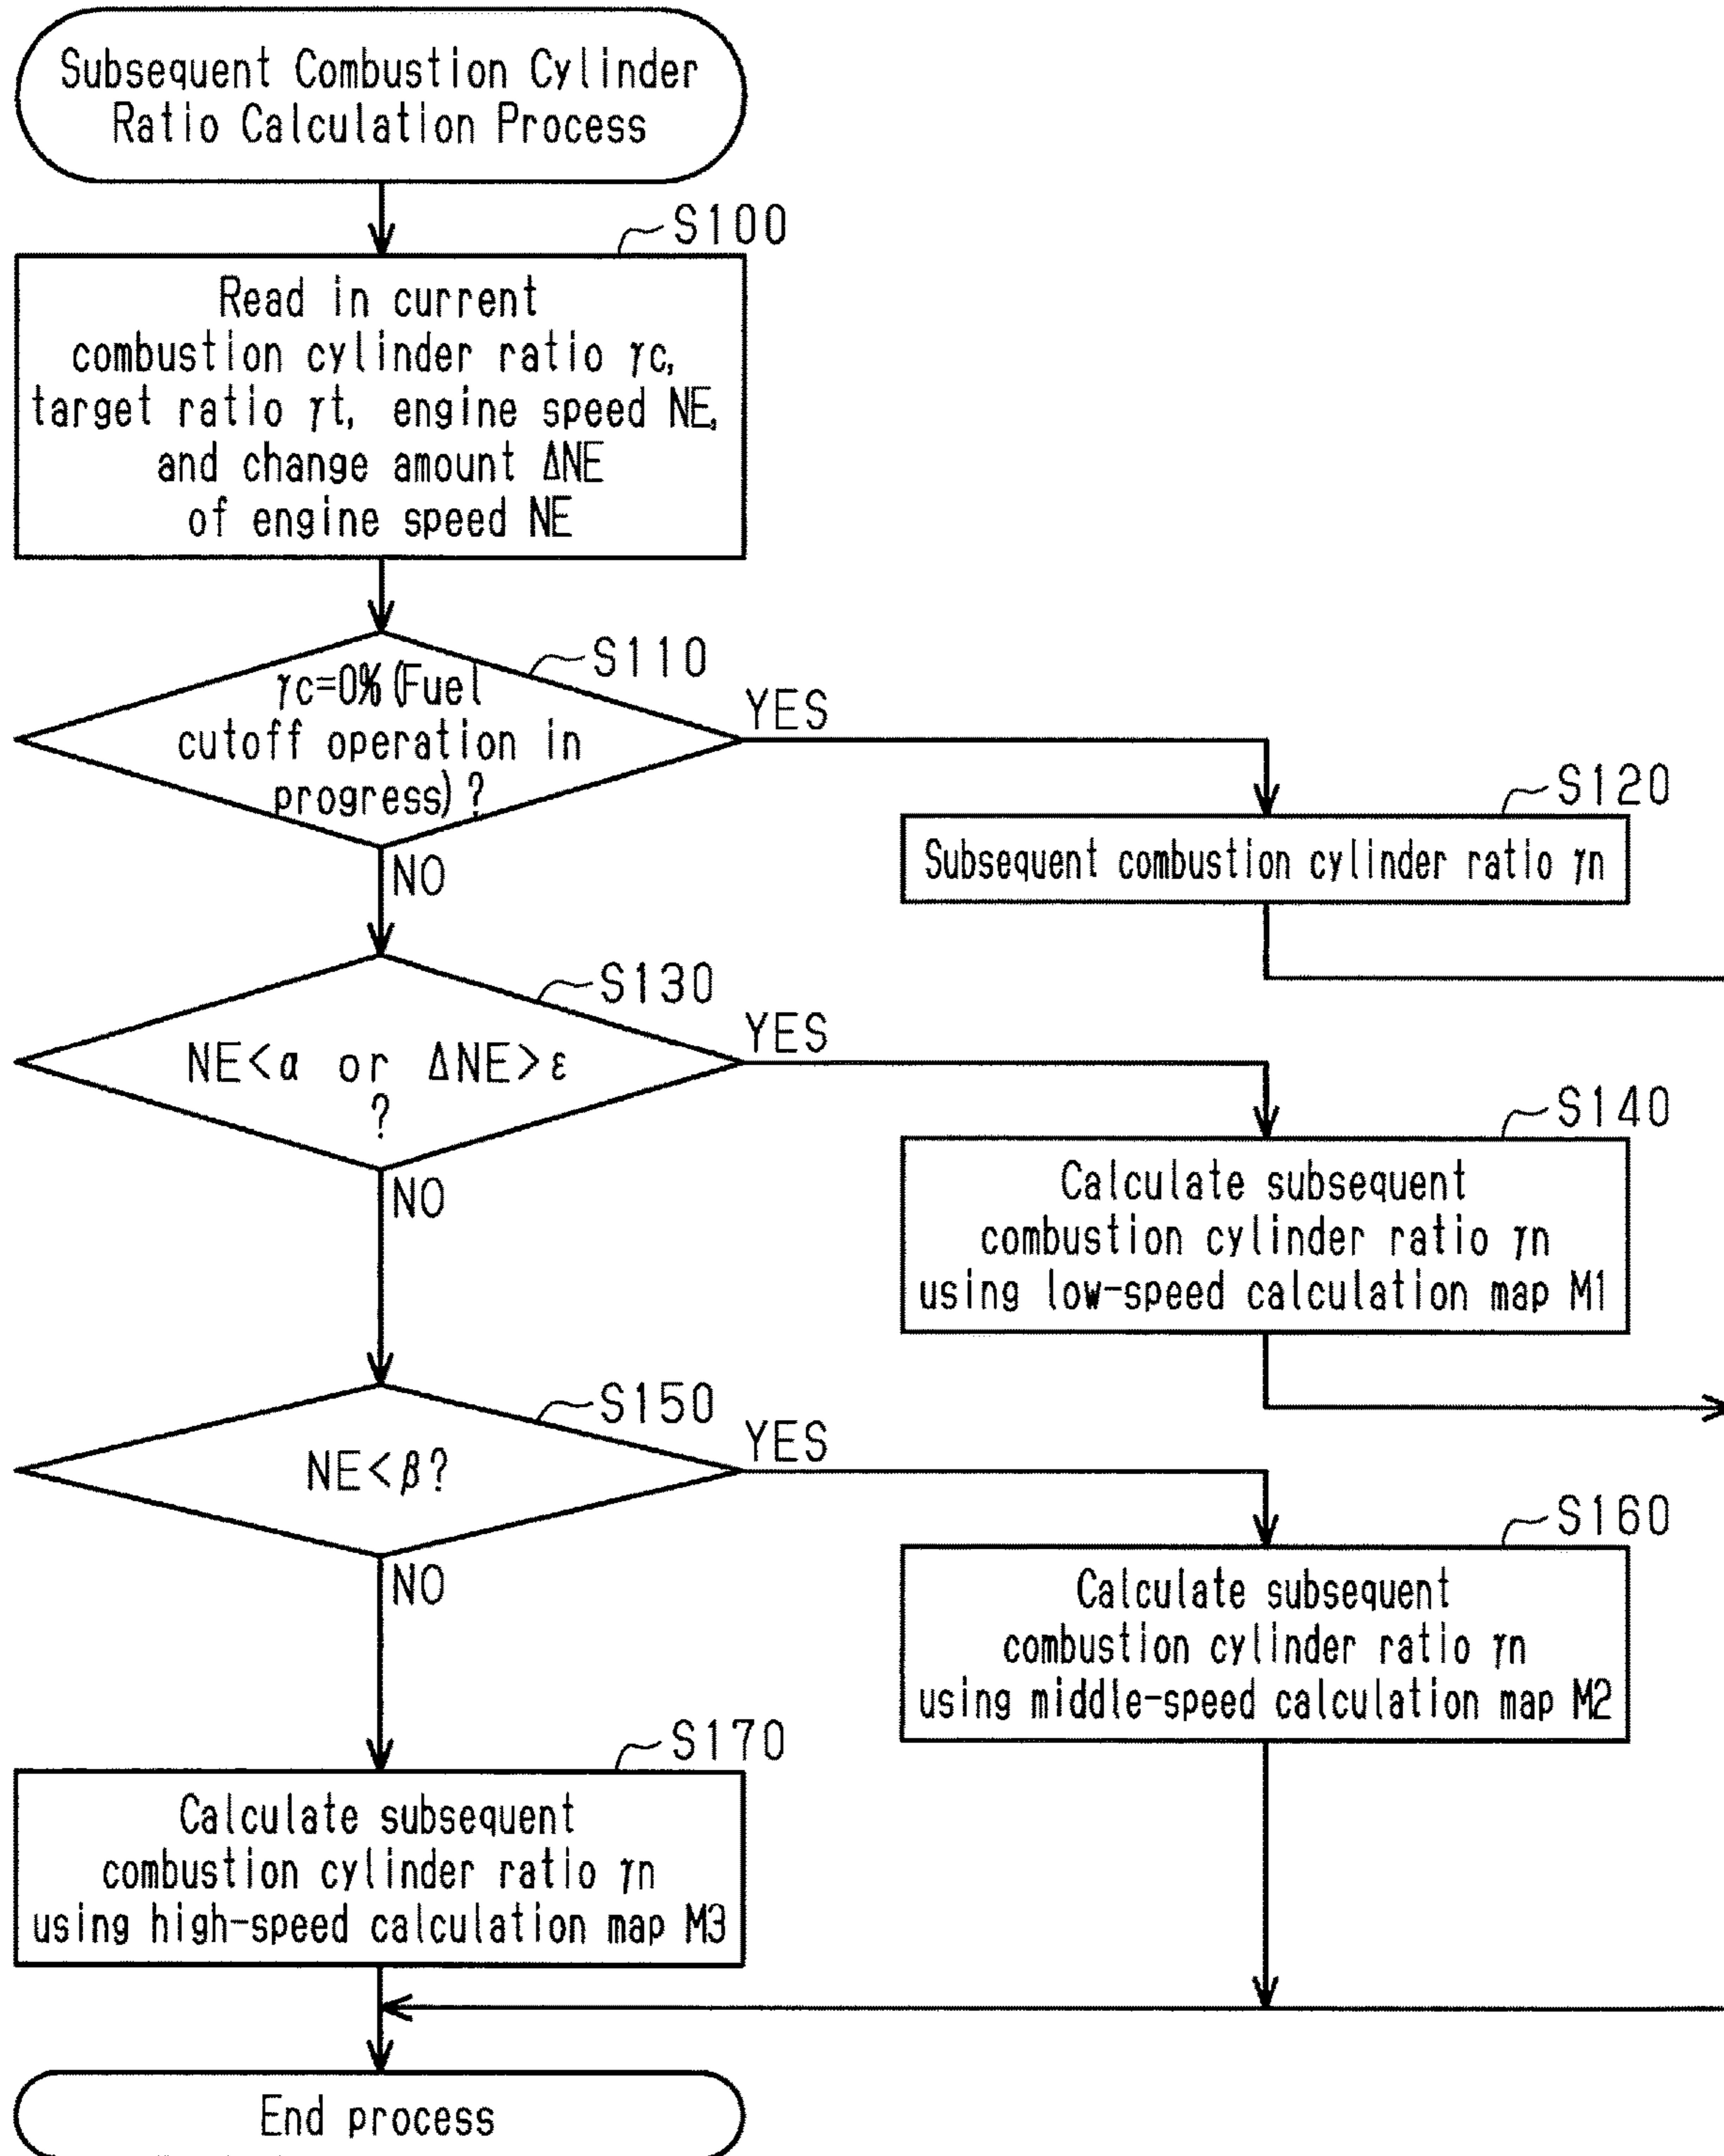 Subsequent Combustion Cylinder
Ratio Calculation Process
S100
Read in current
combustion cylinder ratio γc,
target ratio γt, engine speed NE,
and change amount ΔNE
of engine speed NE
S110
γc=0% (Fuel
cutoff operation in
progress)?
YES
NO
S120
Subsequent combustion cylinder ratio γn
S130
NE<α or ΔNE>ε
?
YES
NO
S140
Calculate subsequent
combustion cylinder ratio γn
using low-speed calculation map M1
S150
NE<β?
YES
NO
S160
Calculate subsequent
combustion cylinder ratio γn
using middle-speed calculation map M2
S170
Calculate subsequent
combustion cylinder ratio γn
using high-speed calculation map M3
End process